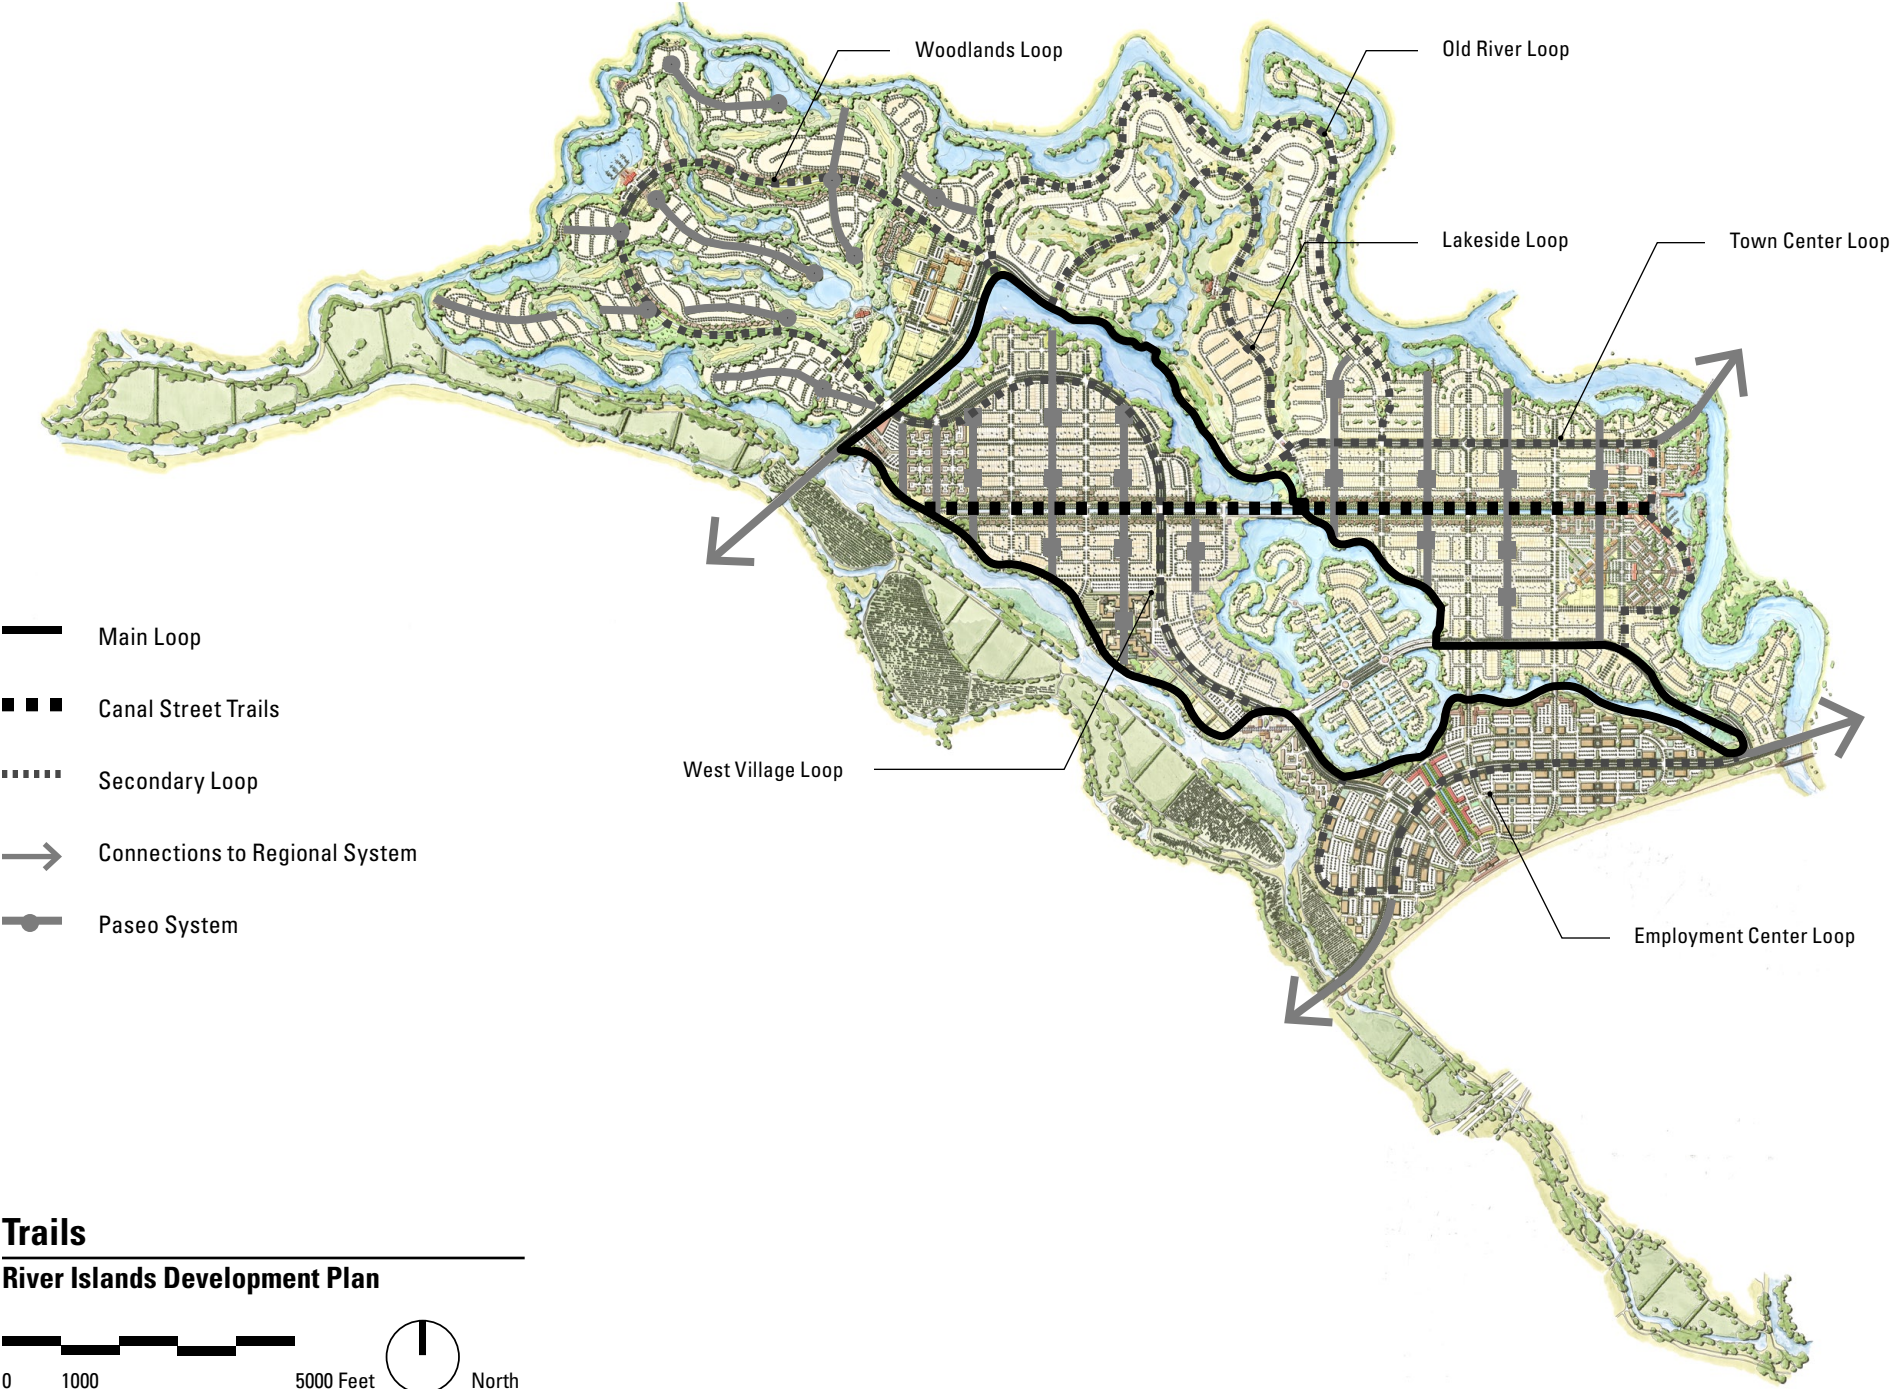 Woodlands Loop
Old River Loop
Lakeside Loop
Town Center Loop
Main Loop
Canal Street Trails
Secondary Loop
Connections to Regional System
Paseo System
West Village Loop
Employment Center Loop
Trails
River Islands Development Plan
0 1000 5000 Feet North